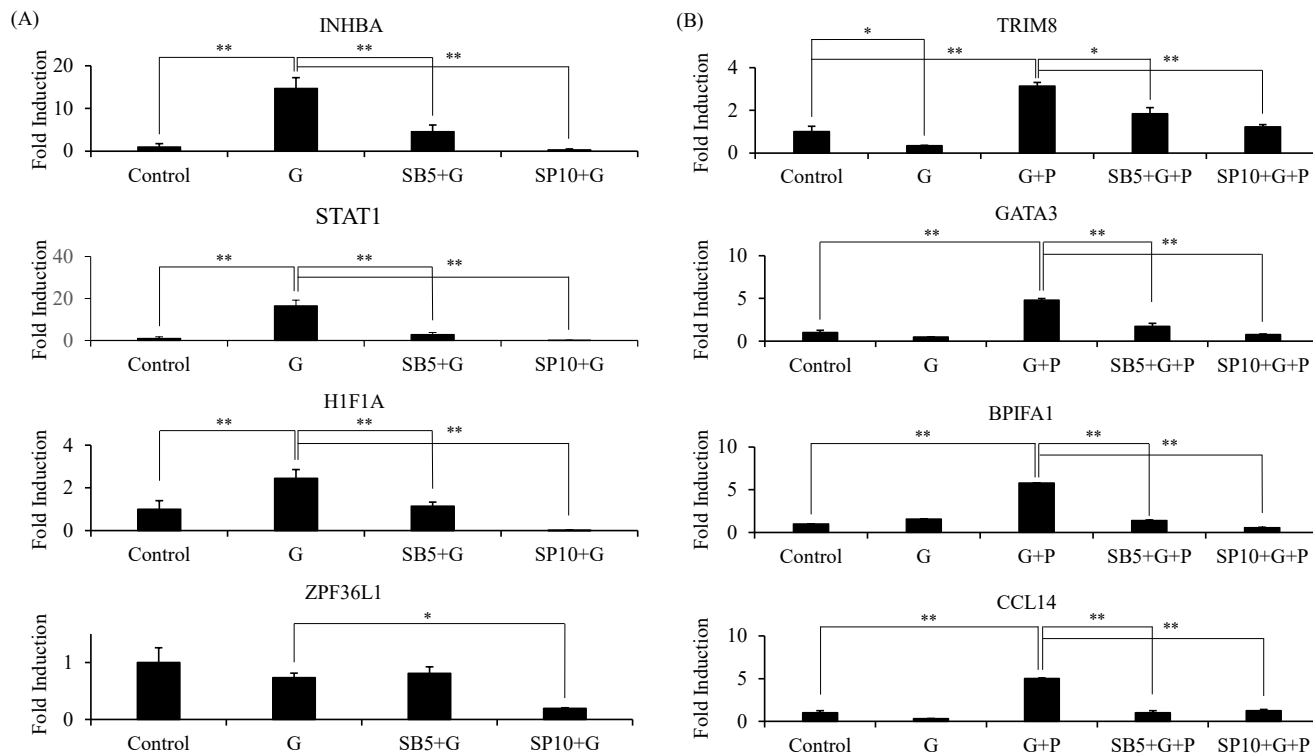 (A)
INHBA
** ** **
Fold Induction
20
10
0
Control G SB5+G SP10+G
STAT1
** ** **
Fold Induction
40
20
0
Control G SB5+G SP10+G
H1F1A
** ** **
Fold Induction
4
2
0
Control G SB5+G SP10+G
ZPF36L1
*
Fold Induction
1
0
Control G SB5+G SP10+G
(B)
TRIM8
* ** * **
Fold Induction
4
2
0
Control G G+P SB5+G+P SP10+G+P
GATA3
** ** **
Fold Induction
10
5
0
Control G G+P SB5+G+P SP10+G+P
BPIFA1
** ** **
Fold Induction
10
5
0
Control G G+P SB5+G+P SP10+G+P
CCL14
** ** **
Fold Induction
10
5
0
Control G G+P SB5+G+P SP10+G+P